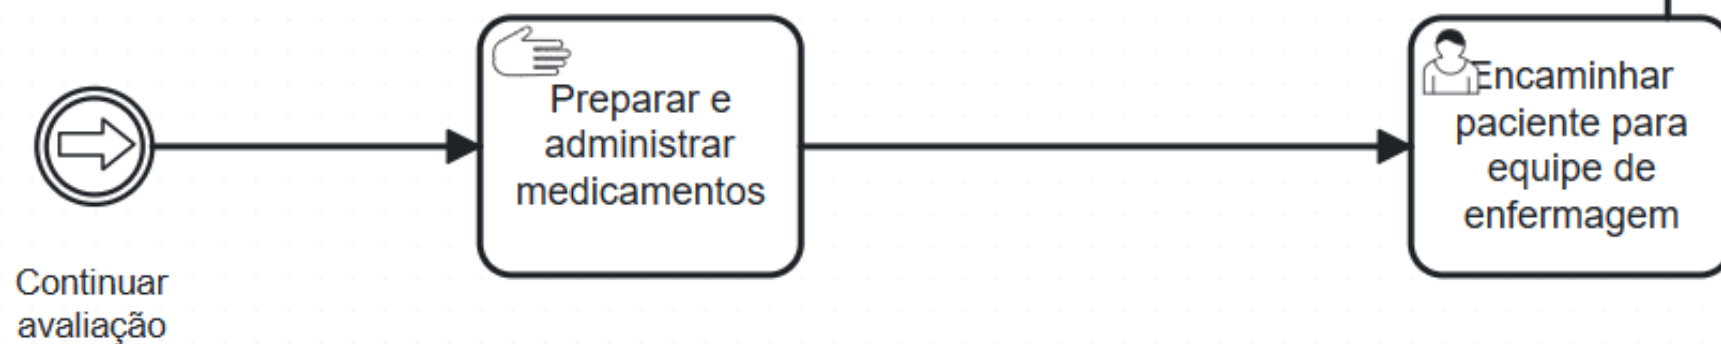 Continuar
avaliação
Preparar e
administrar
medicamentos
Encaminhar
paciente para
equipe de
enfermagem